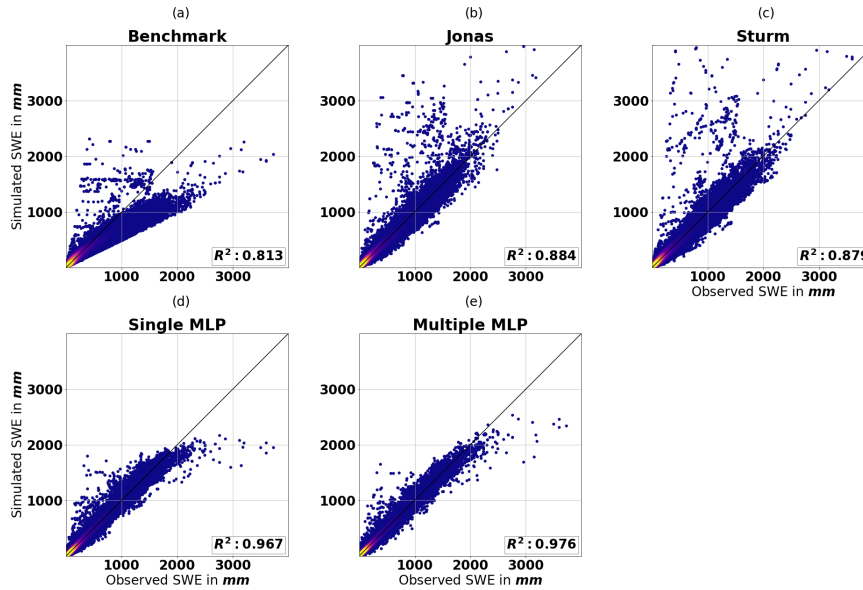 (a)
(b)
(c)
Benchmark
Jonas
Sturm
Simulated SWE in mm
3000
2000
1000
R² : 0.813
1000
2000
3000
3000
2000
1000
R² : 0.884
1000
2000
3000
3000
2000
1000
R² : 0.879
1000
2000
3000
Observed SWE in mm
(d)
(e)
Single MLP
Multiple MLP
Simulated SWE in mm
3000
2000
1000
R² : 0.967
1000
2000
3000
Observed SWE in mm
3000
2000
1000
R² : 0.976
1000
2000
3000
Observed SWE in mm